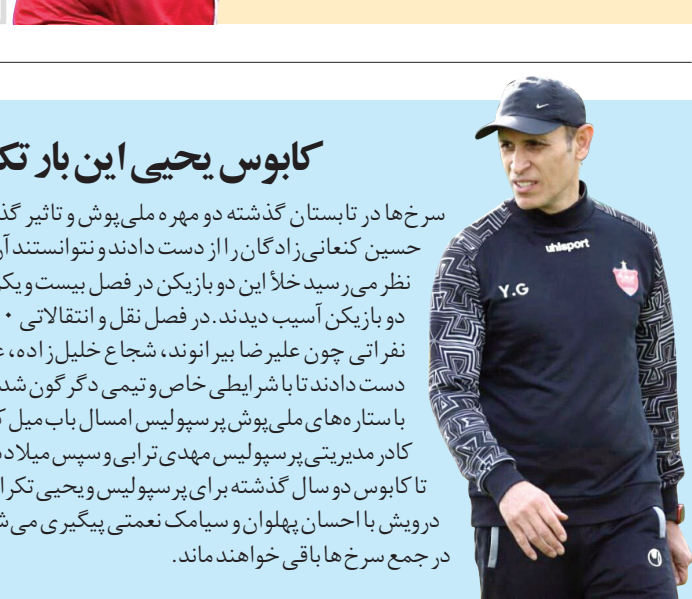 کابوس یحیی این بار تک
سرخ‌ها در تابستان گذشته دو مهره ملی‌پوش و تاثیر گذ
حسین کنعانی‌زادگان را از دست دادند و نتوانستند آن
نظر می‌رسید خلأ این دو بازیکن در فصل بیست و یکم
دو بازیکن آسیب دیدند. در فصل نقل و انتقالاتی ۰
نفراتی چون علیرضا بیرانوند، شجاع خلیل‌زاده، ع
دست دادند تا با شرایطی خاص و تیمی دگرگون شد
با ستاره‌های ملی‌پوش پرسپولیس امسال باب میل ک
کادر مدیریتی پرسپولیس مهدی ترابی و سپس میلاد
تا کابوس دو سال گذشته برای پرسپولیس و یحیی تکرا
درویش با احسان پهلوان و سیامک نعمتی پیگیری می‌ش
در جمع سرخ‌ها باقی خواهند ماند.
uhlsport
Y.G